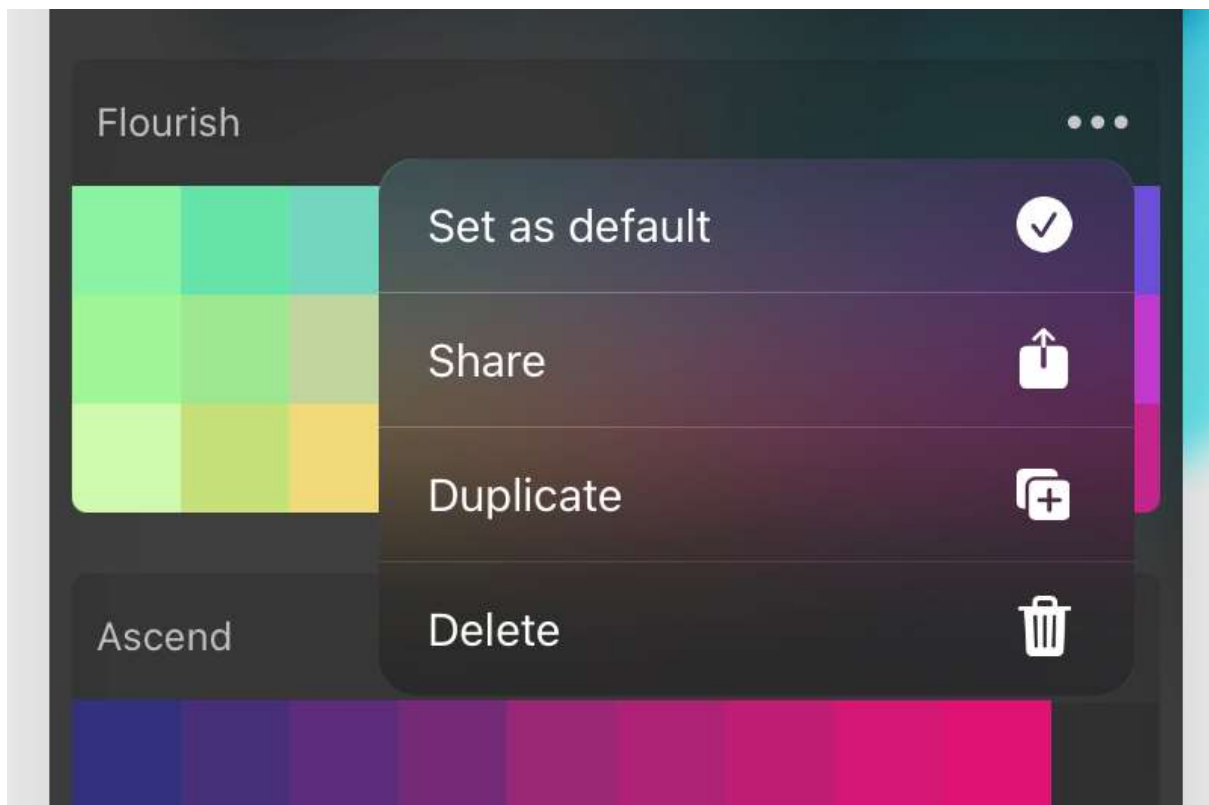 Flourish
Set as default
Share
Duplicate
Delete
Ascend